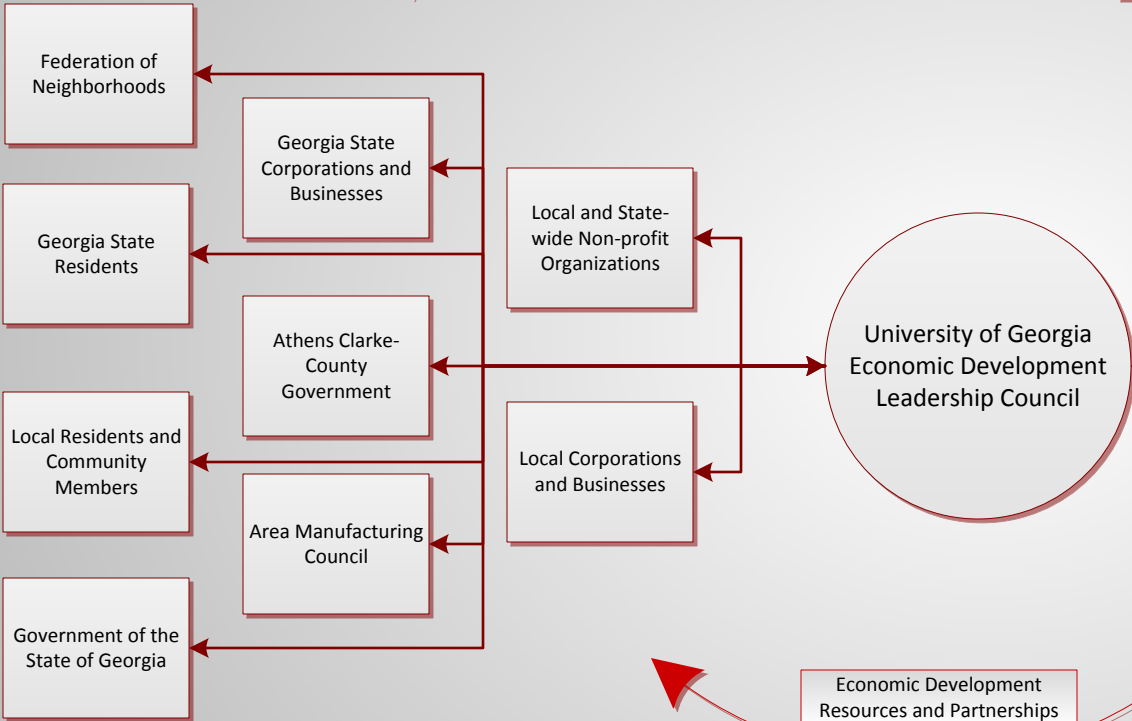 Federation of
Neighborhoods
Georgia State
Corporations and
Businesses
Local and State-
wide Non-profit
Organizations
Georgia State
Residents
Athens Clarke-
County
Government
University of Georgia
Economic Development
Leadership Council
Local Residents and
Community
Members
Local Corporations
and Businesses
Area Manufacturing
Council
Government of the
State of Georgia
Economic Development
Resources and Partnerships